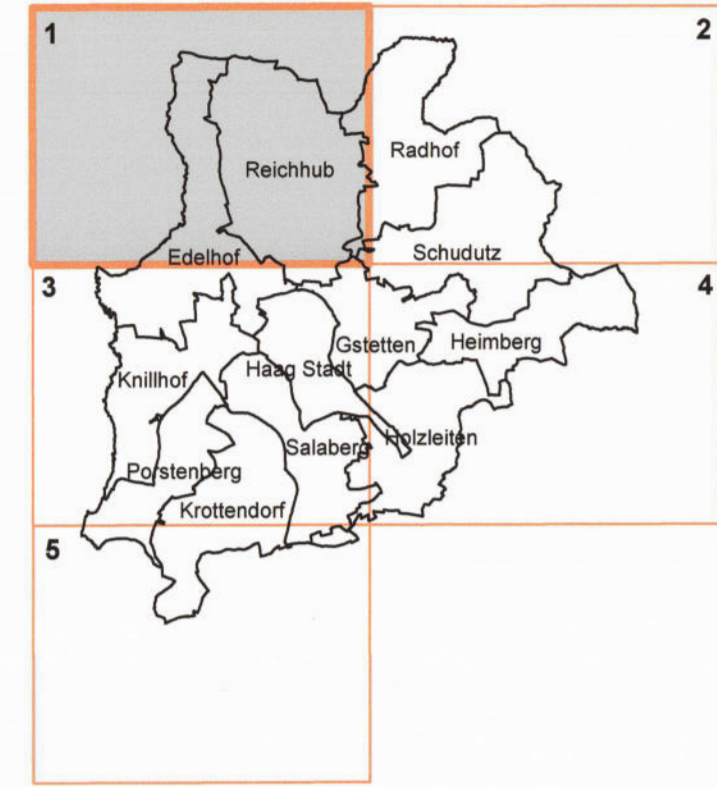 1
2
Radhof
Reichhub
Schudutz
Edelhof
3
4
Gstetten
Heimberg
Haag Stadt
Knillhof
Holzleiten
Salaberg
Porstenberg
Krottendorf
5